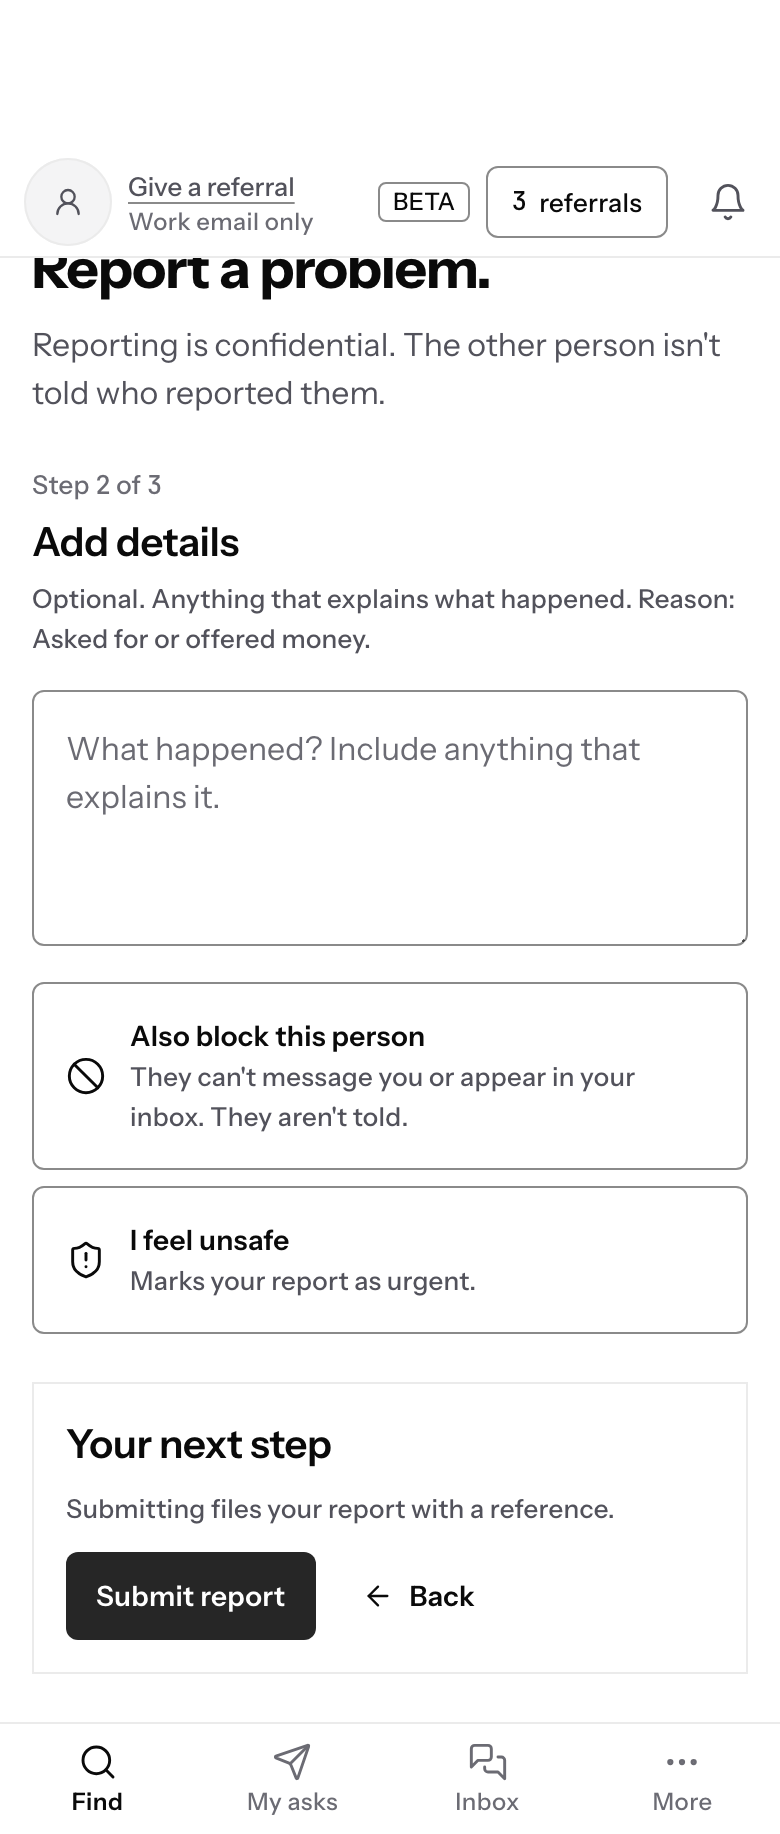 Give a referral
Work email only
BETA
3 referrals
Report a problem.
Reporting is confidential. The other person isn't
told who reported them.
Step 2 of 3
Add details
Optional. Anything that explains what happened. Reason:
Asked for or offered money.
What happened? Include anything that
explains it.
Also block this person
They can't message you or appear in your
inbox. They aren't told.
I feel unsafe
Marks your report as urgent.
Your next step
Submitting files your report with a reference.
Submit report
Back
Find
My asks
Inbox
More